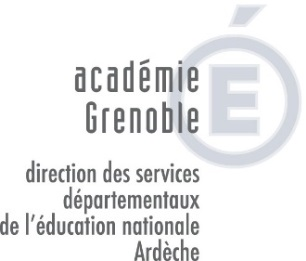 académie
Grenoble
É
direction des services
départementaux
de l'éducation nationale
Ardèche